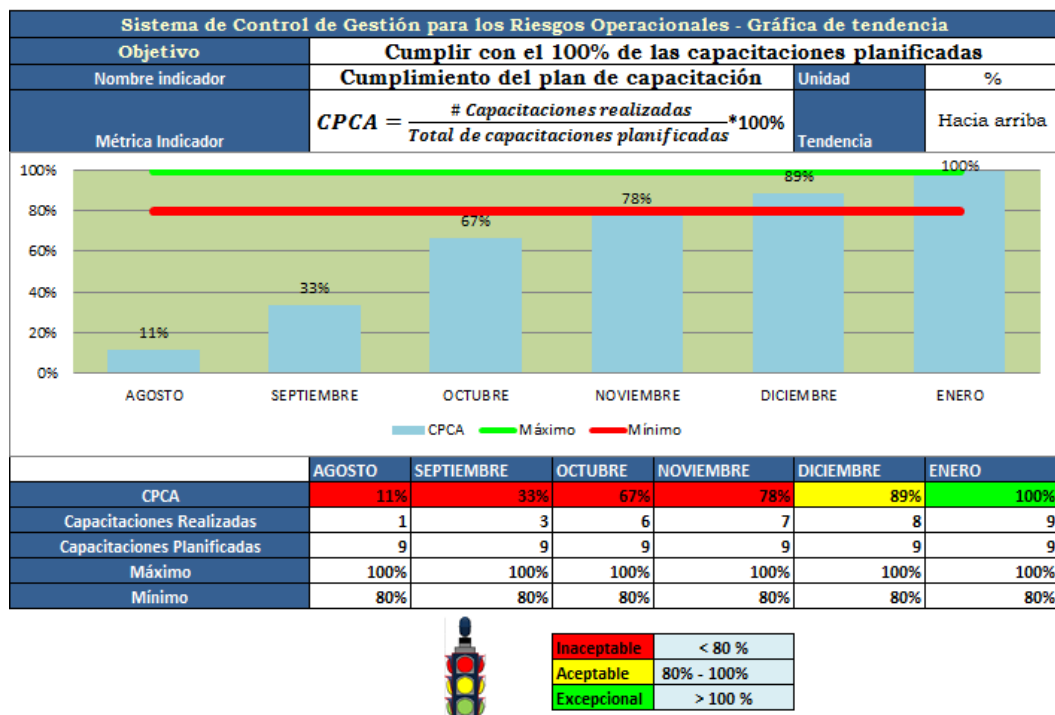 Sistema de Control de Gestión para los Riesgos Operacionales - Gráfica de tendencia
Objetivo Cumplir con el 100% de las capacitaciones planificadas
Nombre indicador Cumplimiento del plan de capacitación Unidad %
Métrica Indicador CPCA = # Capacitaciones realizadas / Total de capacitaciones planificadas *100% Tendencia Hacia arriba
100%
80%
60%
40%
20%
0%
11% 33% 67% 78% 89% 100%
AGOSTO SEPTIEMBRE OCTUBRE NOVIEMBRE DICIEMBRE ENERO
CPCA Máximo Mínimo
AGOSTO SEPTIEMBRE OCTUBRE NOVIEMBRE DICIEMBRE ENERO
CPCA 11% 33% 67% 78% 89% 100%
Capacitaciones Realizadas 1 3 6 7 8 9
Capacitaciones Planificadas 9 9 9 9 9 9
Máximo 100% 100% 100% 100% 100% 100%
Mínimo 80% 80% 80% 80% 80% 80%
Inaceptable < 80 %
Aceptable 80% - 100%
Excepcional > 100 %